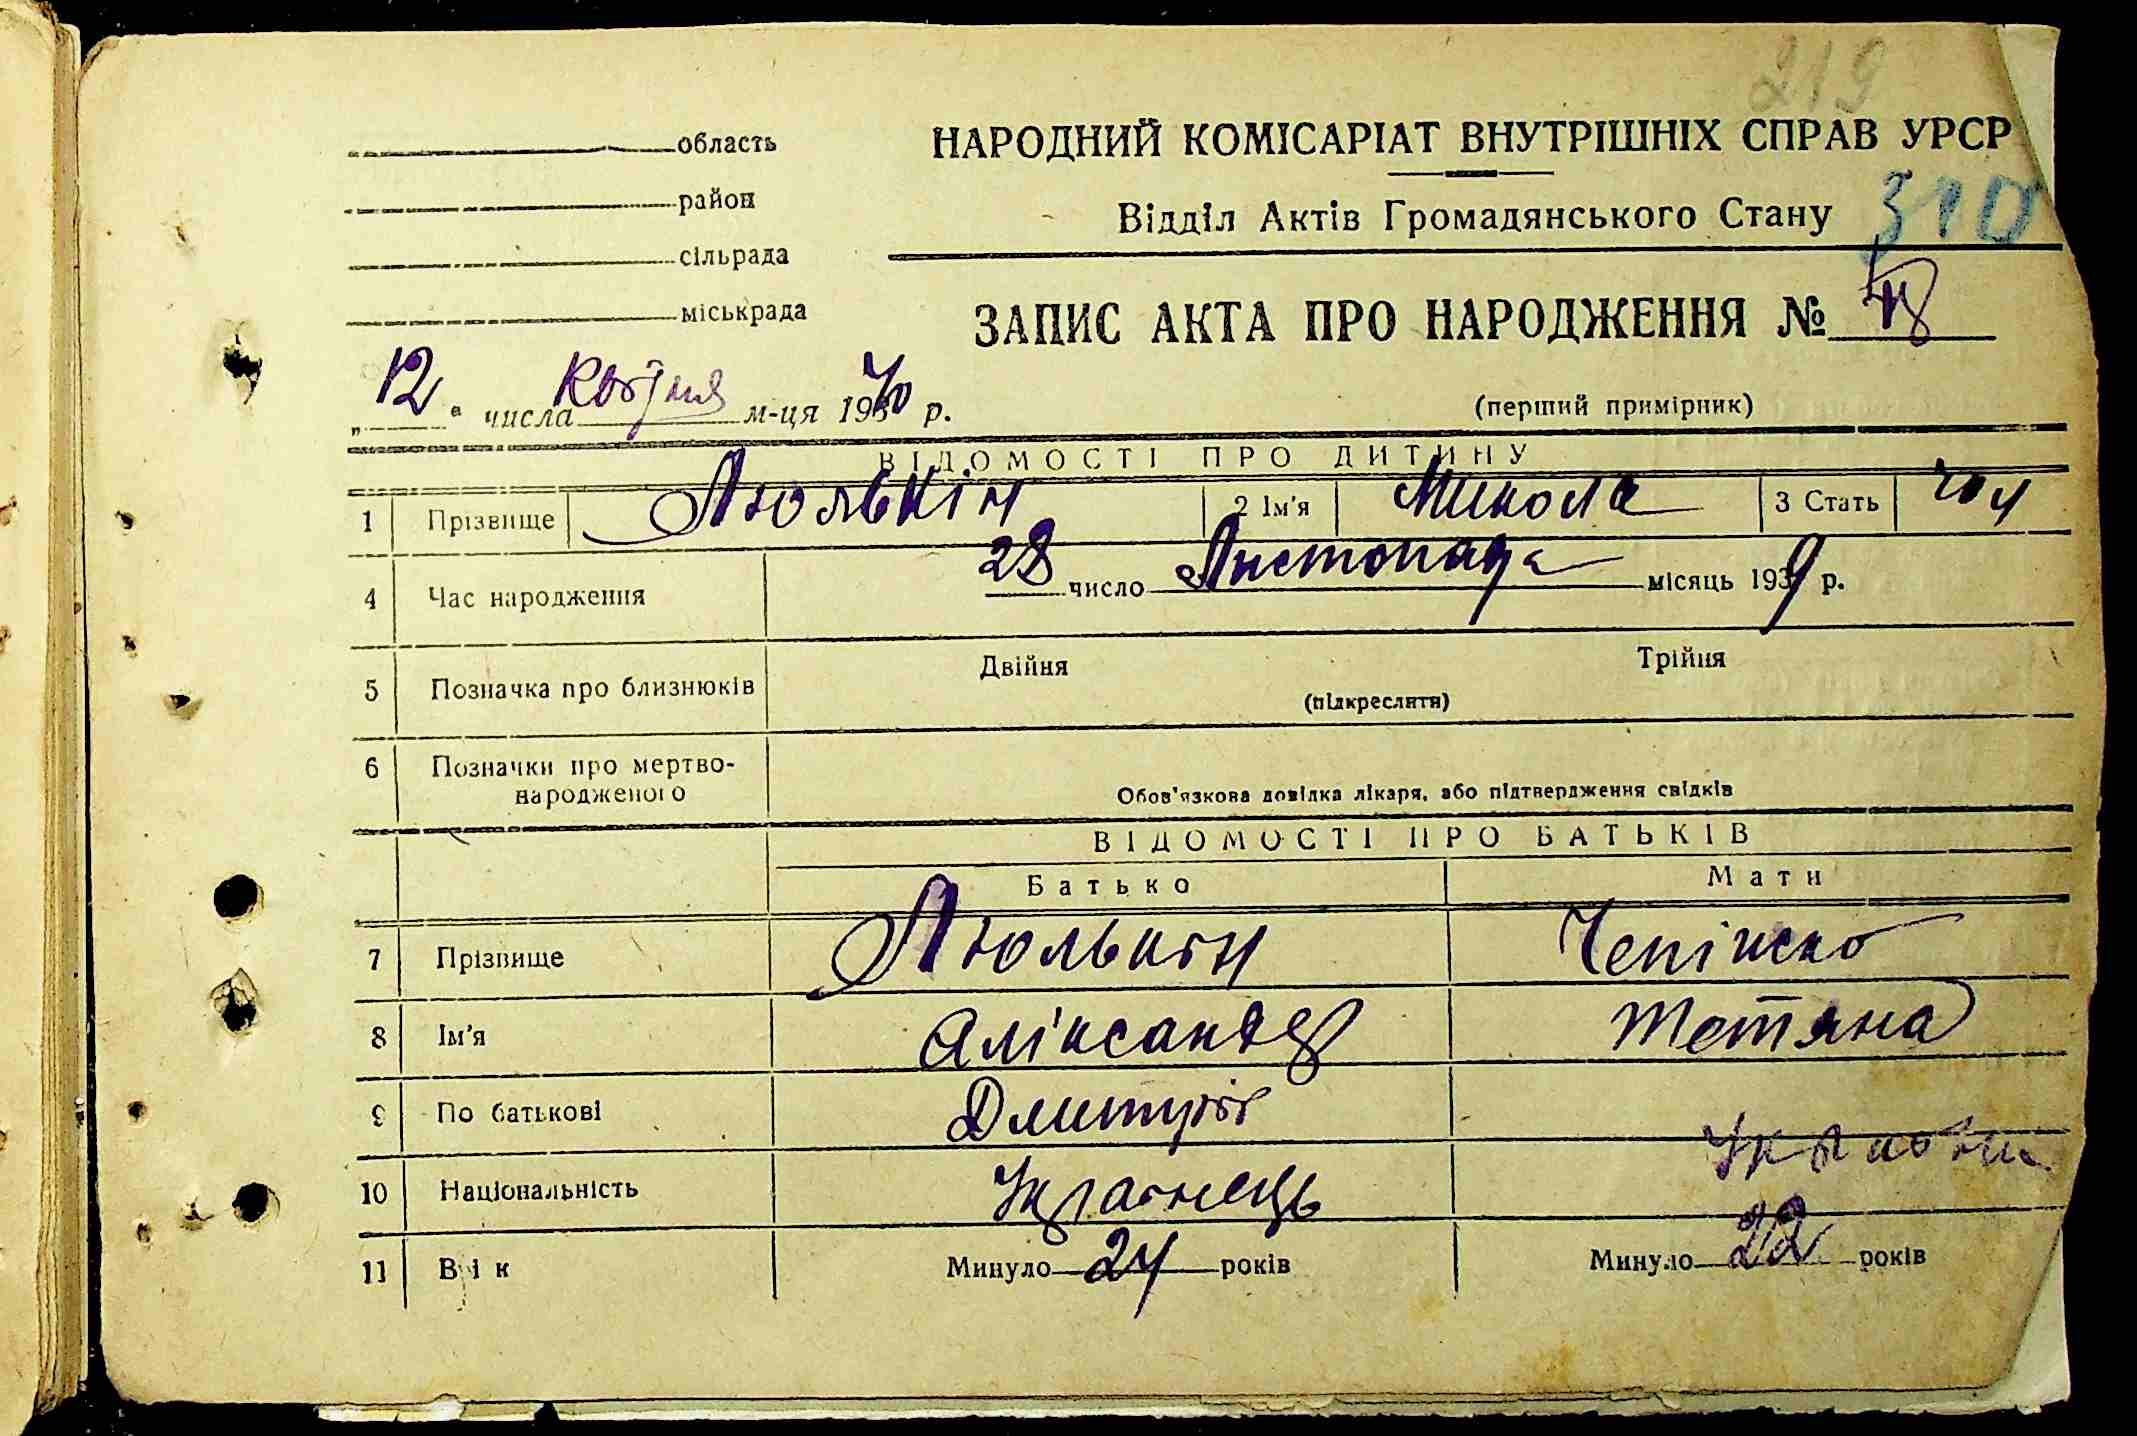 219
область
НАРОДНИЙ КОМІСАРІАТ ВНУТРІШНІХ СПРАВ УРСР
район
Відділ Актів Громадянського Стану 310
сільрада
міськрада
ЗАПИС АКТА ПРО НАРОДЖЕННЯ №
„12“ числа м-ця 1940 р.
(перший примірник)
ВІДОМОСТІ ПРО ДИТИНУ
1 Прізвище Люлькін 2 Ім'я Микола 3 Стать чол
4 Час народження 28 число Листопада місяць 1939 р.
5 Позначка про близнюків Двійня Трійня
(підкреслити)
6 Позначки про мертво-
народженого
Обов'язкова довідка лікаря, або підтвердження свідків
ВІДОМОСТІ ПРО БАТЬКІВ
Батько Мати
7 Прізвище Люлькін
8 Ім'я Аліксандр Тетяна
9 По батькові
10 Національність Українець
11 Вік Минуло 24 років Минуло 22 років